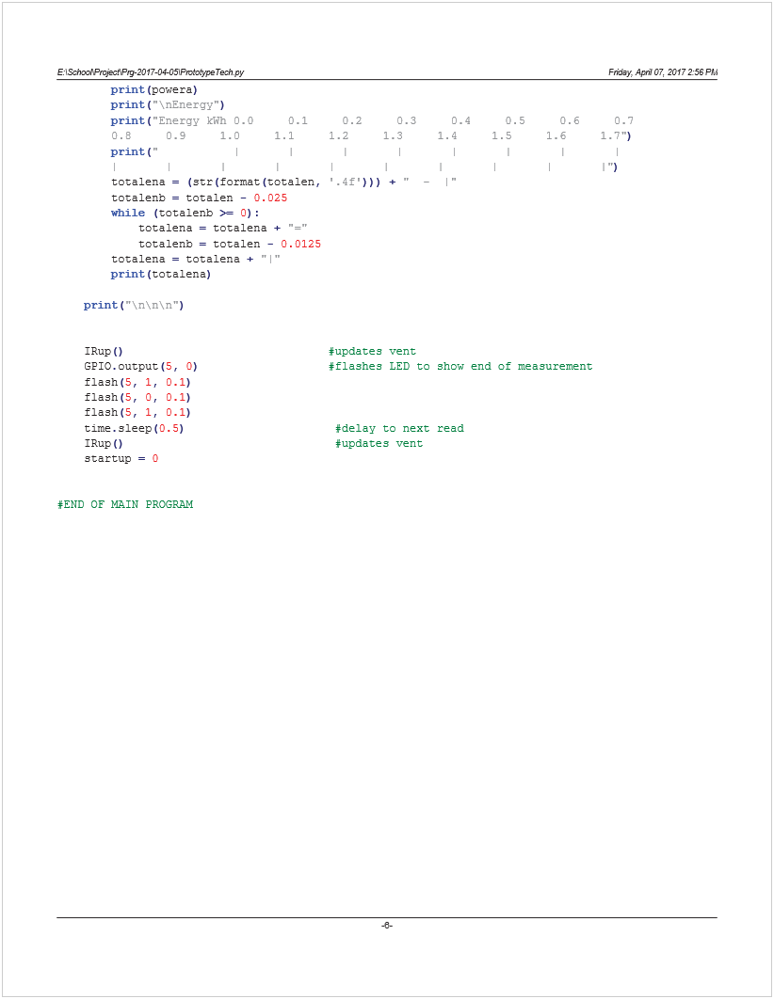 E:\School\Project\Prg-2017-04-05\PrototypeTech.py Friday, April 07, 2017 2:56 PM
        print(powera)
        print("\nEnergy")
        print("Energy kWh 0.0     0.1     0.2     0.3     0.4     0.5     0.6     0.7
        0.8     0.9     1.0     1.1     1.2     1.3     1.4     1.5     1.6     1.7")
        print("           |       |       |       |       |       |       |       |
        |       |       |       |       |       |       |       |       |       |")
        totalena = (str(format(totalen, '.4f'))) + "  -  |"
        totalenb = totalen - 0.025
        while (totalenb >= 0):
            totalena = totalena + "="
            totalenb = totalen - 0.0125
        totalena = totalena + "|"
        print(totalena)
    print("\n\n\n")
    IRup()                              #updates vent
    GPIO.output(5, 0)                   #flashes LED to show end of measurement
    flash(5, 1, 0.1)
    flash(5, 0, 0.1)
    flash(5, 1, 0.1)
    time.sleep(0.5)                      #delay to next read
    IRup()                               #updates vent
    startup = 0
#END OF MAIN PROGRAM
-6-